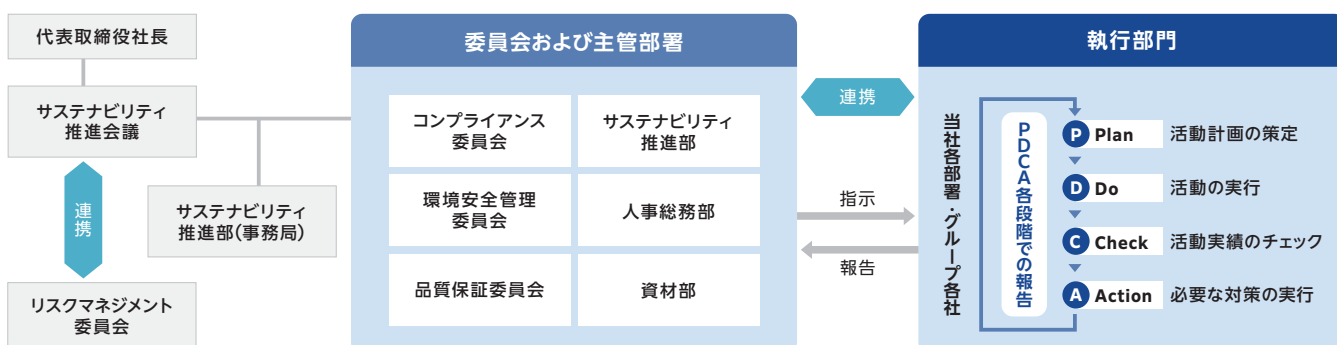 代表取締役社長
サステナビリティ
推進会議
連携
サステナビリティ
推進部(事務局)
リスクマネジメント
委員会
委員会および主管部署
コンプライアンス
委員会
サステナビリティ
推進部
環境安全管理
委員会
人事総務部
品質保証委員会
資材部
連携
指示
報告
執行部門
当社各部署・グループ各社
PDCA各段階での報告
P Plan 活動計画の策定
D Do 活動の実行
C Check 活動実績のチェック
A Action 必要な対策の実行